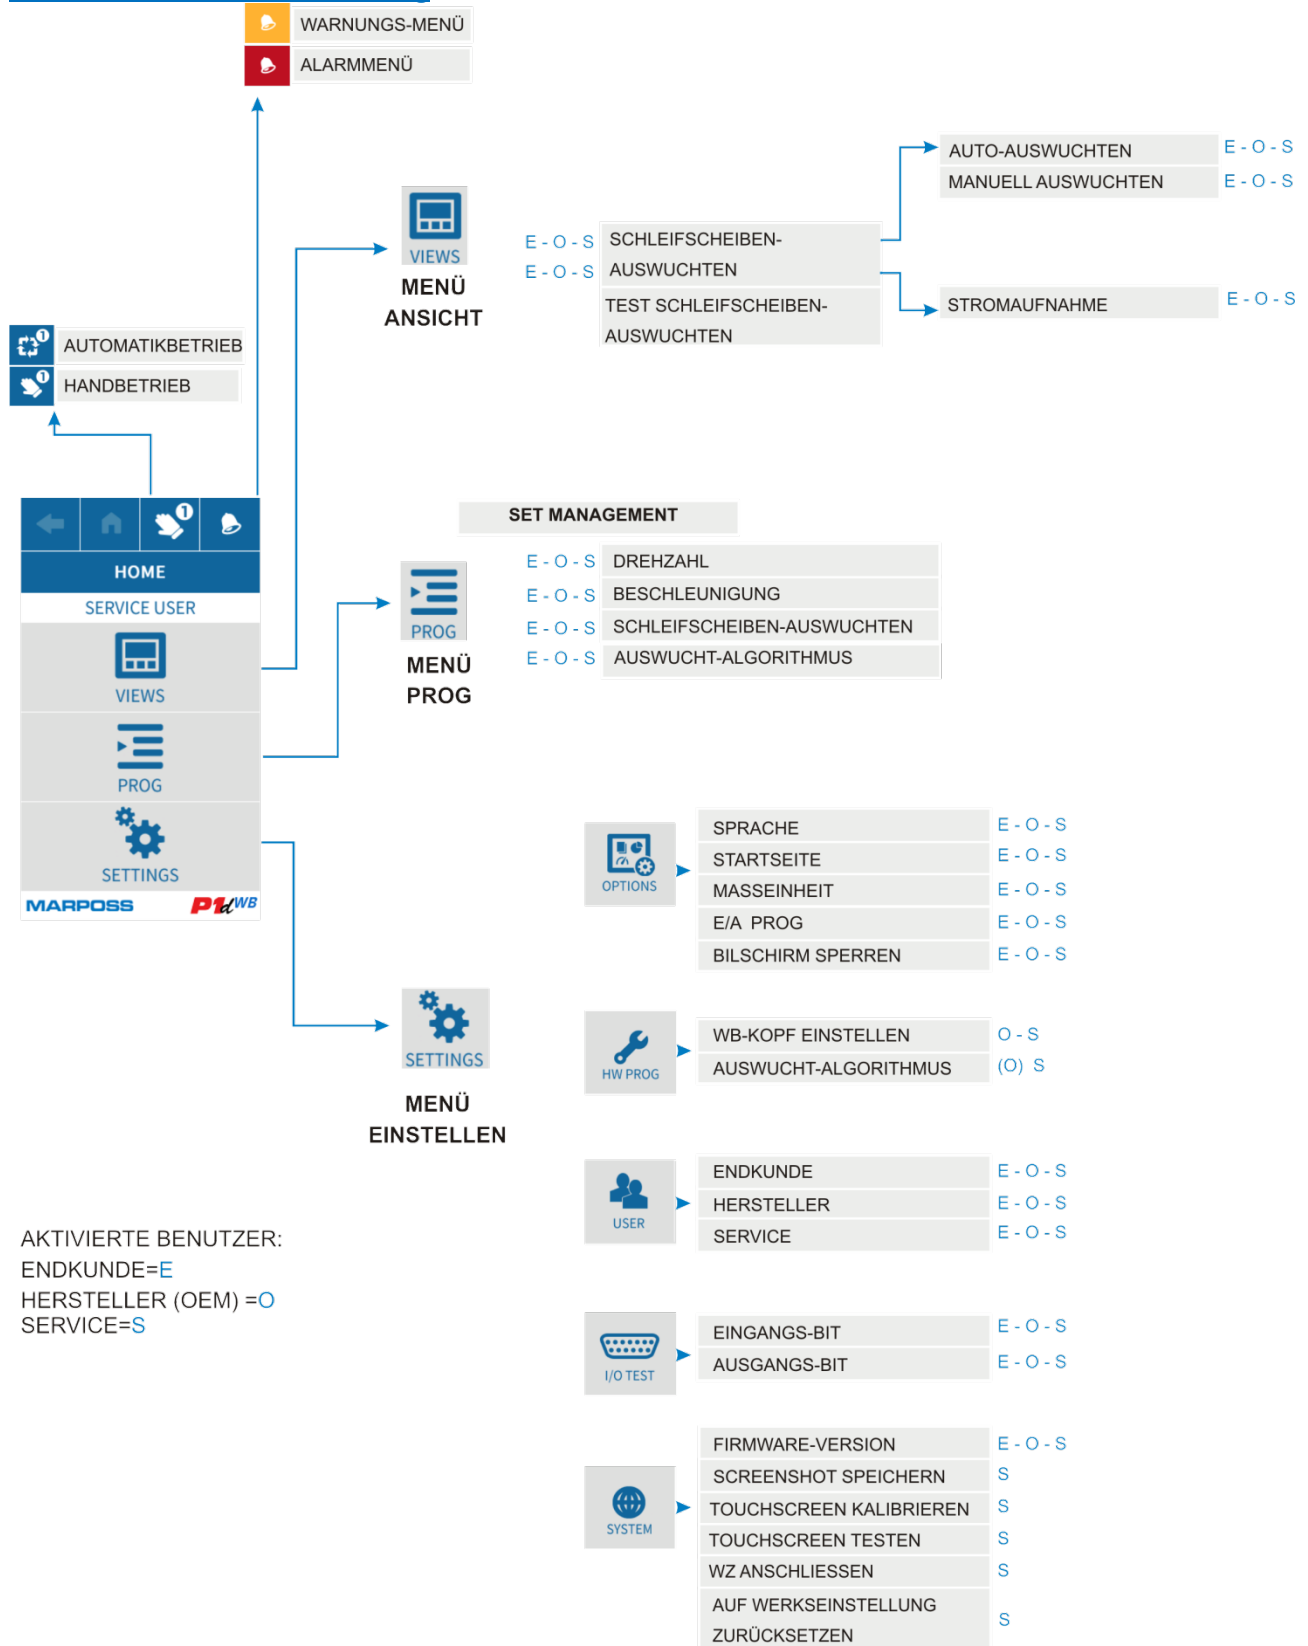 WARNUNGS-MENÜ
ALARMMENÜ
AUTO-AUSWUCHTEN E - O - S
MANUELL AUSWUCHTEN E - O - S
VIEWS
MENÜ
ANSICHT
E - O - S SCHLEIFSCHEIBEN-
E - O - S AUSWUCHTEN
TEST SCHLEIFSCHEIBEN-
AUSWUCHTEN
STROMAUFNAHME E - O - S
1 AUTOMATIKBETRIEB
1 HANDBETRIEB
1
HOME
SERVICE USER
VIEWS
PROG
SETTINGS
MARPOSS P1dWB
SET MANAGEMENT
PROG
MENÜ
PROG
E - O - S DREHZAHL
E - O - S BESCHLEUNIGUNG
E - O - S SCHLEIFSCHEIBEN-AUSWUCHTEN
E - O - S AUSWUCHT-ALGORITHMUS
SETTINGS
MENÜ
EINSTELLEN
OPTIONS
SPRACHE E - O - S
STARTSEITE E - O - S
MASSEINHEIT E - O - S
E/A PROG E - O - S
BILSCHIRM SPERREN E - O - S
HW PROG
WB-KOPF EINSTELLEN O - S
AUSWUCHT-ALGORITHMUS (O) S
USER
ENDKUNDE E - O - S
HERSTELLER E - O - S
SERVICE E - O - S
I/O TEST
EINGANGS-BIT E - O - S
AUSGANGS-BIT E - O - S
SYSTEM
FIRMWARE-VERSION E - O - S
SCREENSHOT SPEICHERN S
TOUCHSCREEN KALIBRIEREN S
TOUCHSCREEN TESTEN S
WZ ANSCHLIESSEN S
AUF WERKSEINSTELLUNG
ZURÜCKSETZEN S
AKTIVIERTE BENUTZER:
ENDKUNDE=E
HERSTELLER (OEM) =O
SERVICE=S